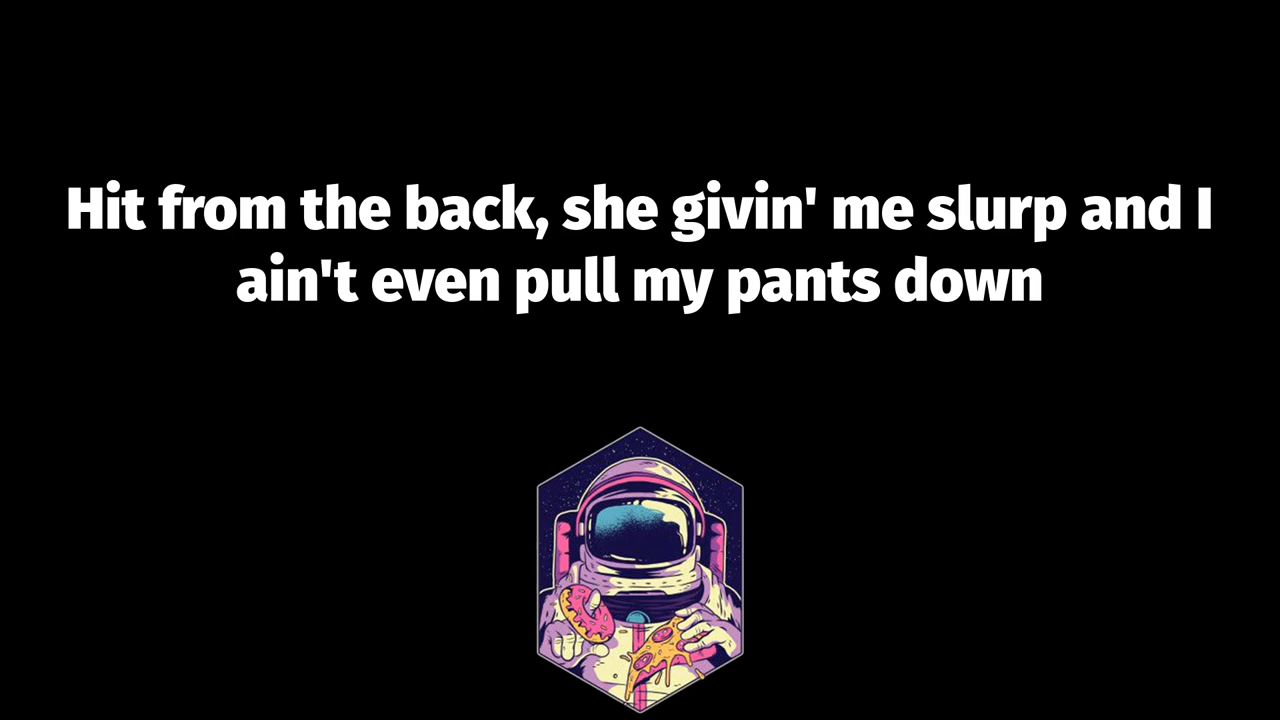 Hit from the back, she givin' me slurp and I
ain't even pull my pants down